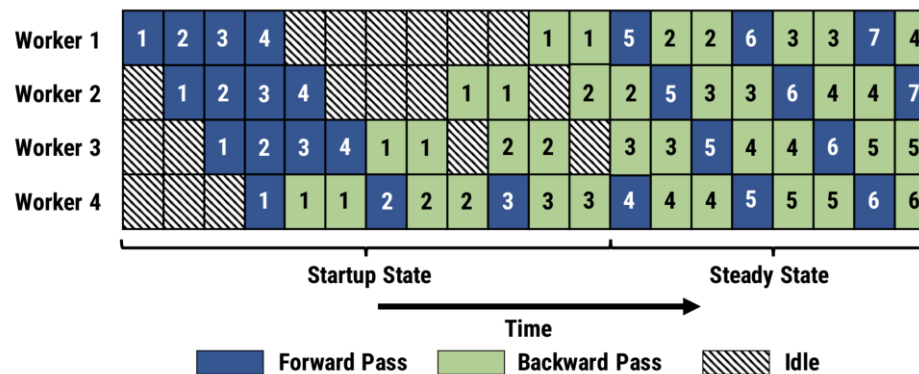 Worker 1 1 2 3 4 1 1 5 2 2 6 3 3 7 4
Worker 2 1 2 3 4 1 1 2 2 5 3 3 6 4 4 7
Worker 3 1 2 3 4 1 1 2 2 3 3 5 4 4 6 5 5
Worker 4 1 1 1 2 2 2 3 3 3 4 4 4 5 5 5 6 6
Startup State Steady State
Time
Forward Pass Backward Pass Idle